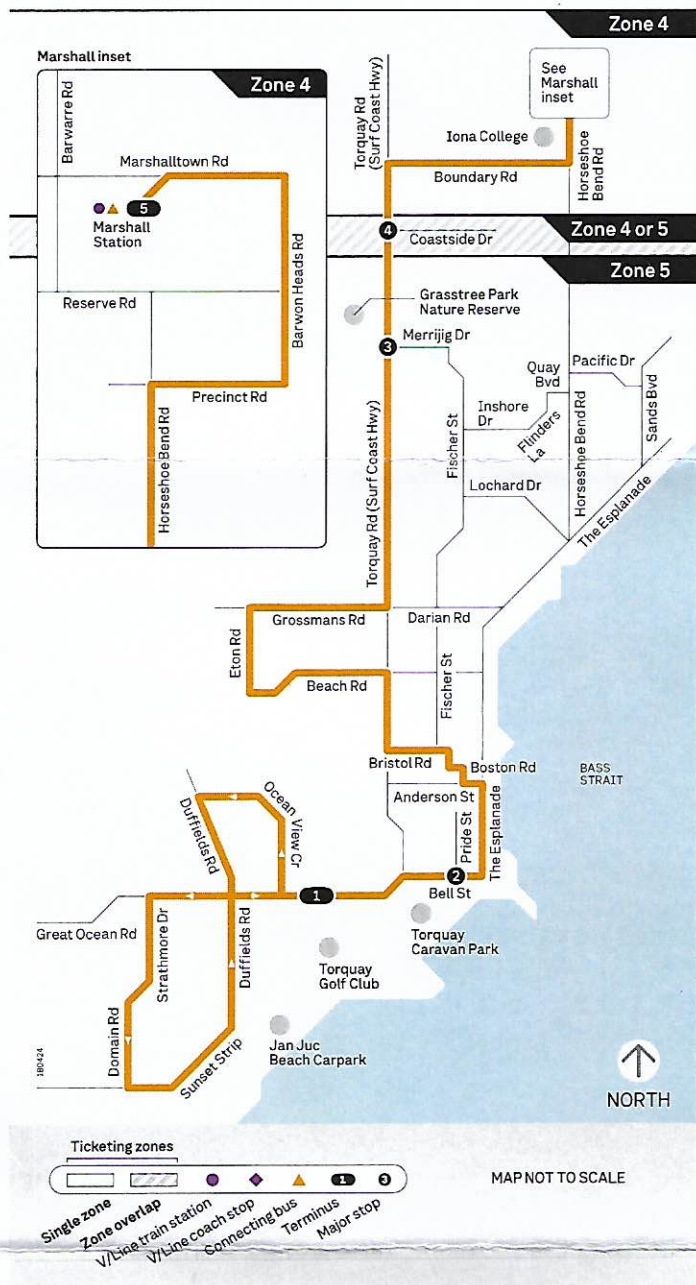 Zone 4
Marshall inset
Zone 4
Barwarre Rd
Marshalltown Rd
5
Marshall
Station
Reserve Rd
Barwon Heads Rd
Precinct Rd
Horseshoe Bend Rd
Torquay Rd
(Surf Coast Hwy)
See
Marshall
inset
Iona College
Boundary Rd
Horseshoe
Bend Rd
4
Coastside Dr
Zone 4 or 5
Zone 5
Grasstree Park
Nature Reserve
3
Merrijig Dr
Quay
Bvd
Pacific Dr
Inshore
Dr
Flinders
La
Fischer St
Horseshoe Bend Rd
Sands Bvd
Lochard Dr
The Esplanade
Torquay Rd (Surf Coast Hwy)
Grossmans Rd
Darian Rd
Eton Rd
Beach Rd
Fischer St
Bristol Rd
Boston Rd
BASS
STRAIT
Anderson St
Pride St
The Esplanade
Duffields Rd
Ocean
View Cr
2
Bell St
1
Great Ocean Rd
Strathmore Dr
Duffields Rd
Torquay
Caravan Park
Torquay
Golf Club
Domain Rd
Sunset Strip
Jan Juc
Beach Carpark
180424
NORTH
Ticketing zones
1
3
MAP NOT TO SCALE
Single zone
Zone overlap
V/Line train station
V/Line coach stop
Connecting bus
Terminus
Major stop